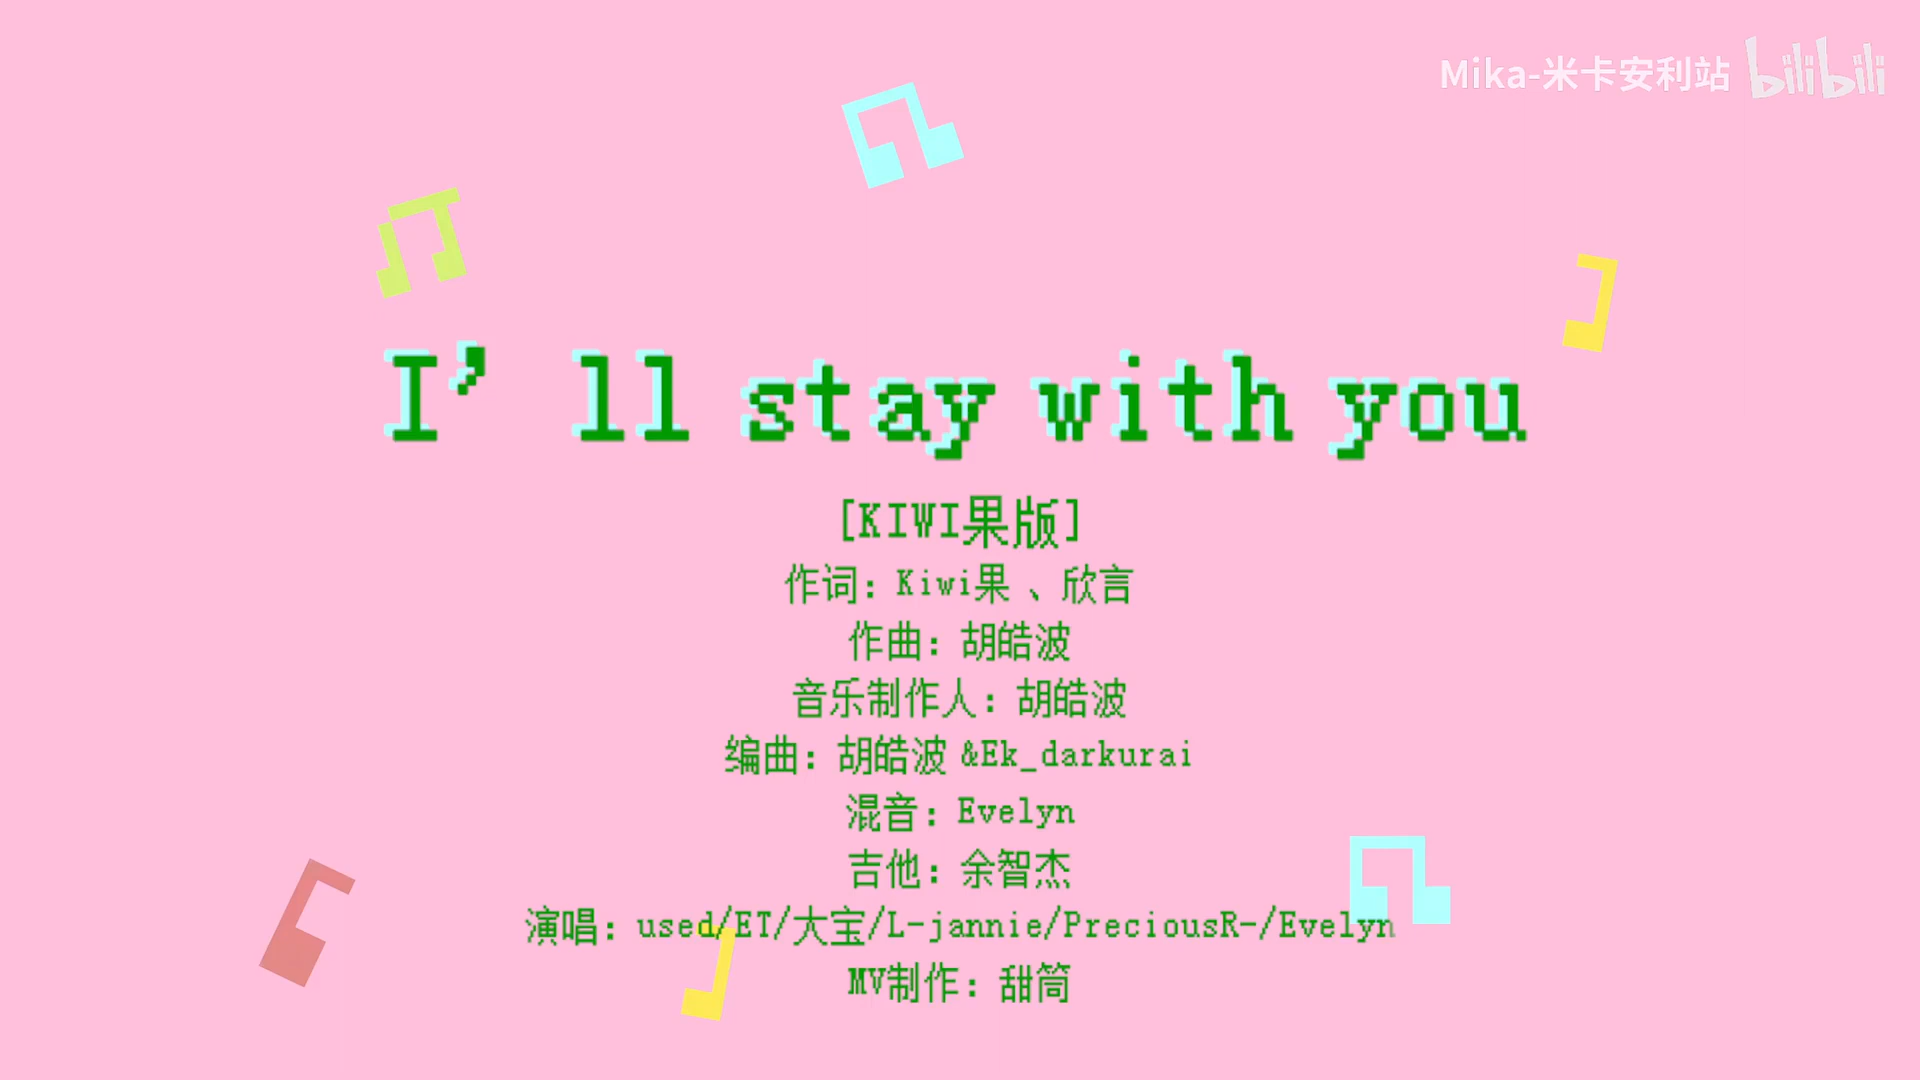 Mika-米卡安利站 bilibili
I’ll stay with you
[KIWI果版]
作词：Kiwi果 、欣言
作曲：胡皓波
音乐制作人：胡皓波
编曲：胡皓波 &Ek_darkurai
混音：Evelyn
吉他：余智杰
演唱：used/ET/大宝/L-jannie/PreciousR-/Evelyn
MV制作：甜筒